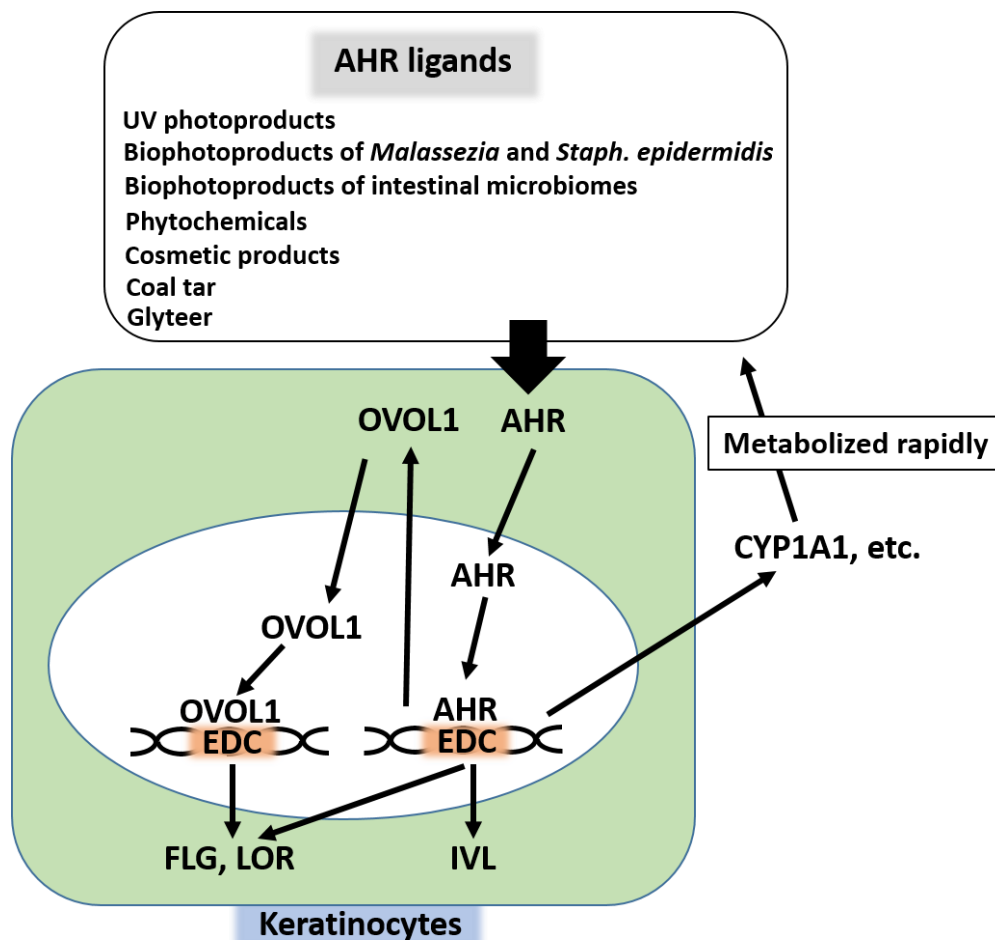 AHR ligands
UV photoproducts
Biophotoproducts of Malassezia and Staph. epidermidis
Biophotoproducts of intestinal microbiomes
Phytochemicals
Cosmetic products
Coal tar
Glyteer
OVOL1
AHR
Metabolized rapidly
CYP1A1, etc.
AHR
OVOL1
OVOL1
AHR
EDC
EDC
FLG, LOR
IVL
Keratinocytes